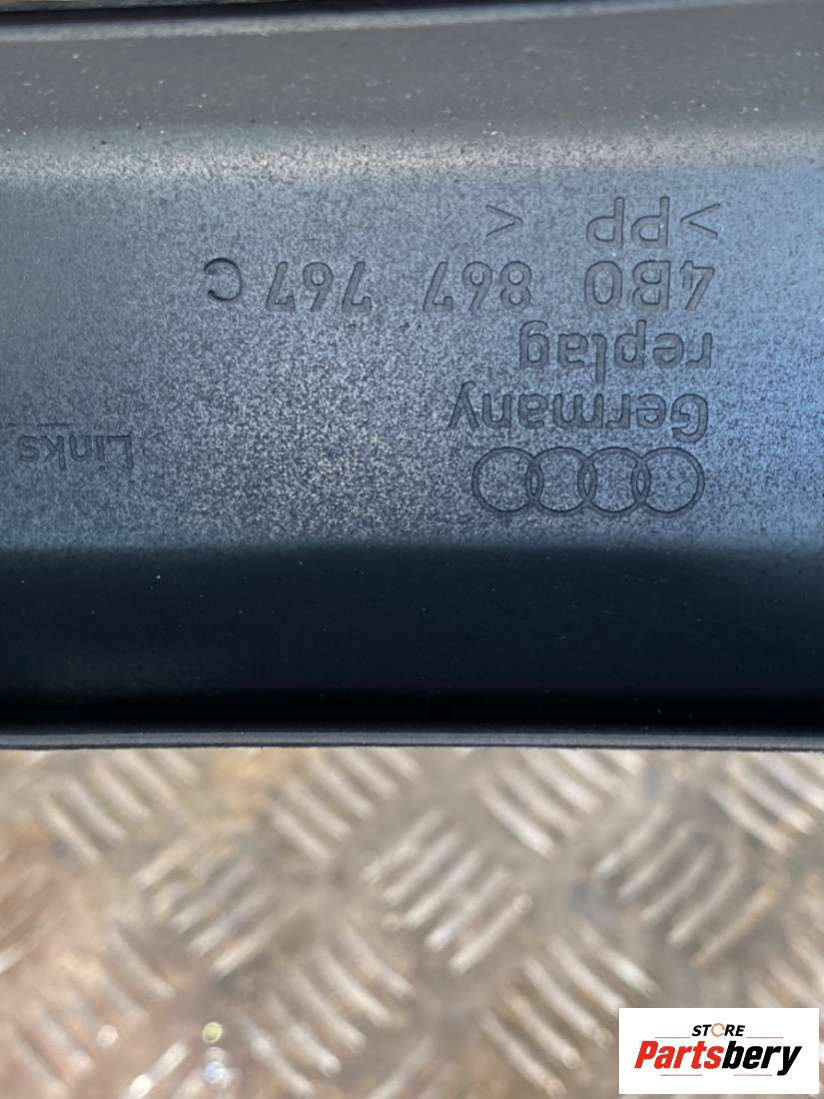 Germany
replag
4B0 867 767 C
>PP<
Links
STORE
Partsbery